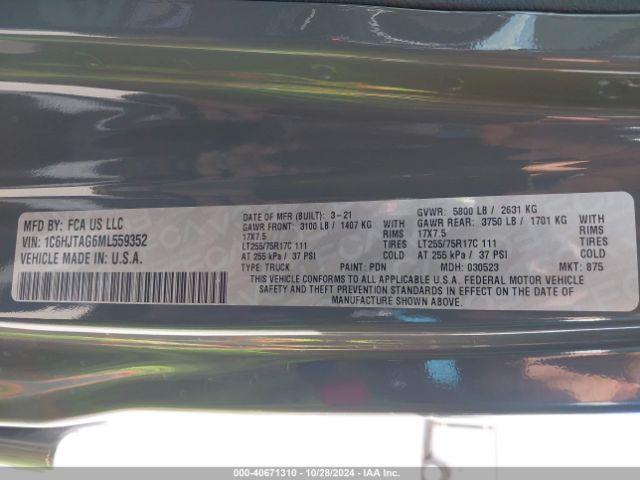 MFD BY: FCA US LLC
VIN: 1C6HJTAG6ML559352
VEHICLE MADE IN: U.S.A.
DATE OF MFR (BUILT): 3-21
GAWR FRONT: 3100 LB / 1407 KG WITH
17X7.5 RIMS
LT255/75R17C 111 TIRES
AT 255 kPa / 37 PSI COLD
GVWR: 5800 LB / 2631 KG
GAWR REAR: 3750 LB / 1701 KG WITH
17X7.5 RIMS
LT255/75R17C 111 TIRES
AT 255 kPa / 37 PSI COLD
TYPE: TRUCK PAINT: PDN MDH: 030523 MKT: 875
THIS VEHICLE CONFORMS TO ALL APPLICABLE U.S.A. FEDERAL MOTOR VEHICLE
SAFETY AND THEFT PREVENTION STANDARDS IN EFFECT ON THE DATE OF
MANUFACTURE SHOWN ABOVE.
000-40671310 - 10/28/2024 - IAA Corp.